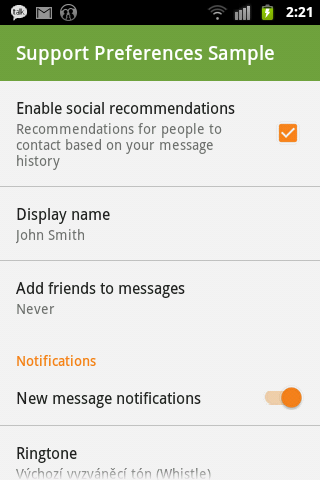 talk
2:21
Support Preferences Sample
Enable social recommendations
Recommendations for people to
contact based on your message
history
Display name
John Smith
Add friends to messages
Never
Notifications
New message notifications
Ringtone
Výchozí vyzváněcí tón (Whistle)